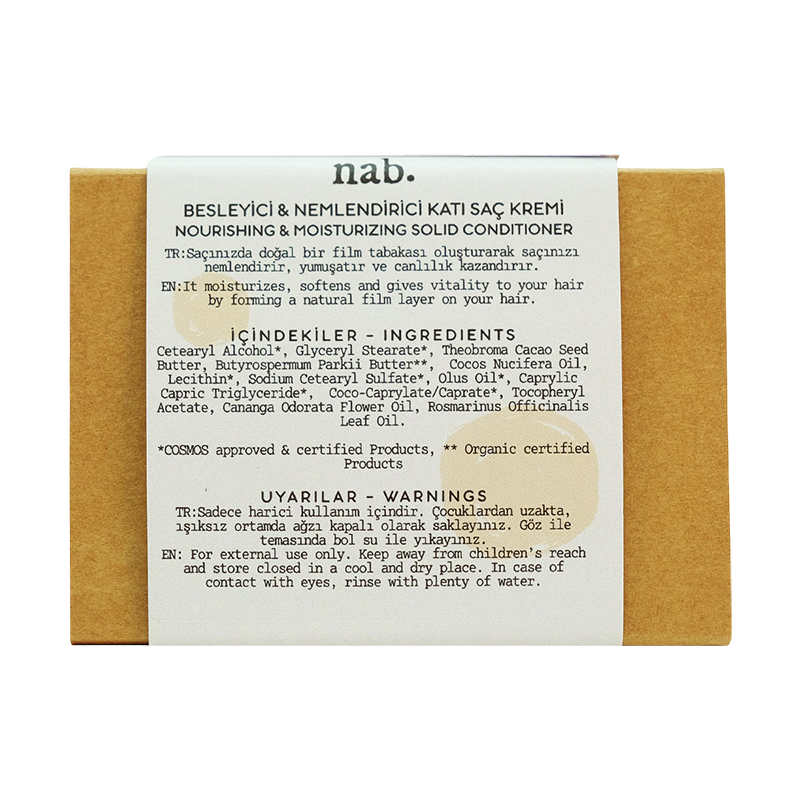 nab.
BESLEYİCİ & NEMLENDİRİCİ KATI SAÇ KREMİ
NOURISHING & MOISTURIZING SOLID CONDITIONER
TR:Saçınızda doğal bir film tabakası oluşturarak saçınızı
nemlendirir, yumuşatır ve canlılık kazandırır.
EN:It moisturizes, softens and gives vitality to your hair
by forming a natural film layer on your hair.
İÇİNDEKİLER – INGREDIENTS
Cetearyl Alcohol*, Glyceryl Stearate*, Theobroma Cacao Seed
Butter, Butyrospermum Parkii Butter**, Cocos Nucifera Oil,
Lecithin*, Sodium Cetearyl Sulfate*, Olus Oil*, Caprylic
Capric Triglyceride*, Coco-Caprylate/Caprate*, Tocopheryl
Acetate, Cananga Odorata Flower Oil, Rosmarinus Officinalis
Leaf Oil.
*COSMOS approved & certified Products, ** Organic certified
Products
UYARILAR – WARNINGS
TR:Sadece harici kullanım içindir. Çocuklardan uzakta,
ışıksız ortamda ağzı kapalı olarak saklayınız. Göz ile
temasında bol su ile yıkayınız.
EN: For external use only. Keep away from children's reach
and store closed in a cool and dry place. In case of
contact with eyes, rinse with plenty of water.